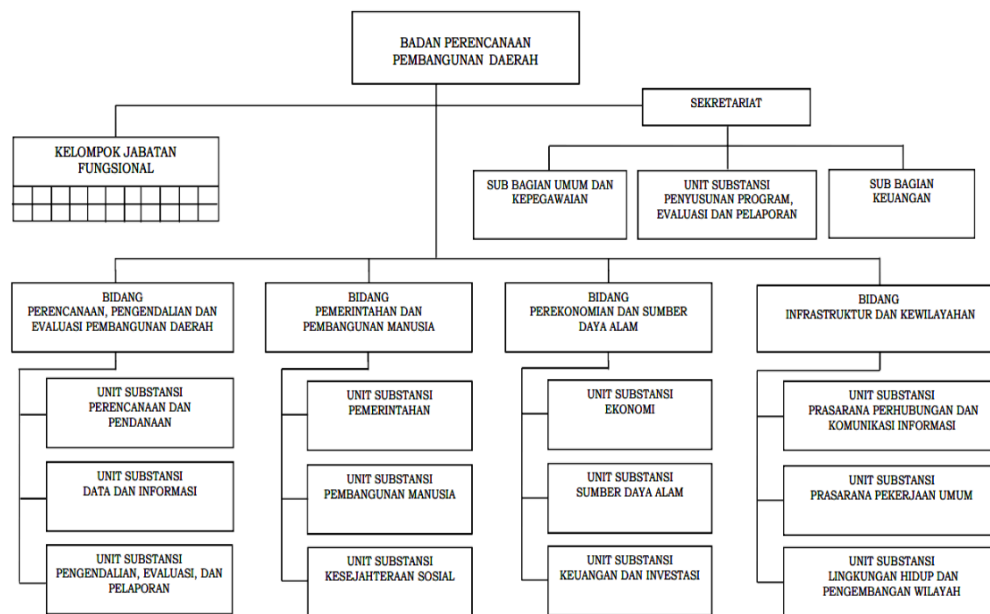 BADAN PERENCANAAN
PEMBANGUNAN DAERAH
SEKRETARIAT
KELOMPOK JABATAN
FUNGSIONAL
SUB BAGIAN UMUM DAN
KEPEGAWAIAN
UNIT SUBSTANSI
PENYUSUNAN PROGRAM,
EVALUASI DAN PELAPORAN
SUB BAGIAN
KEUANGAN
BIDANG
PERENCANAAN, PENGENDALIAN DAN
EVALUASI PEMBANGUNAN DAERAH
BIDANG
PEMERINTAHAN DAN
PEMBANGUNAN MANUSIA
BIDANG
PEREKONOMIAN DAN SUMBER
DAYA ALAM
BIDANG
INFRASTRUKTUR DAN KEWILAYAHAN
UNIT SUBSTANSI
PERENCANAAN DAN
PENDANAAN
UNIT SUBSTANSI
PEMERINTAHAN
UNIT SUBSTANSI
EKONOMI
UNIT SUBSTANSI
PRASARANA PERHUBUNGAN DAN
KOMUNIKASI INFORMASI
UNIT SUBSTANSI
DATA DAN INFORMASI
UNIT SUBSTANSI
PEMBANGUNAN MANUSIA
UNIT SUBSTANSI
SUMBER DAYA ALAM
UNIT SUBSTANSI
PRASARANA PEKERJAAN UMUM
UNIT SUBSTANSI
PENGENDALIAN, EVALUASI, DAN
PELAPORAN
UNIT SUBSTANSI
KESEJAHTERAAN SOSIAL
UNIT SUBSTANSI
KEUANGAN DAN INVESTASI
UNIT SUBSTANSI
LINGKUNGAN HIDUP DAN
PENGEMBANGAN WILAYAH